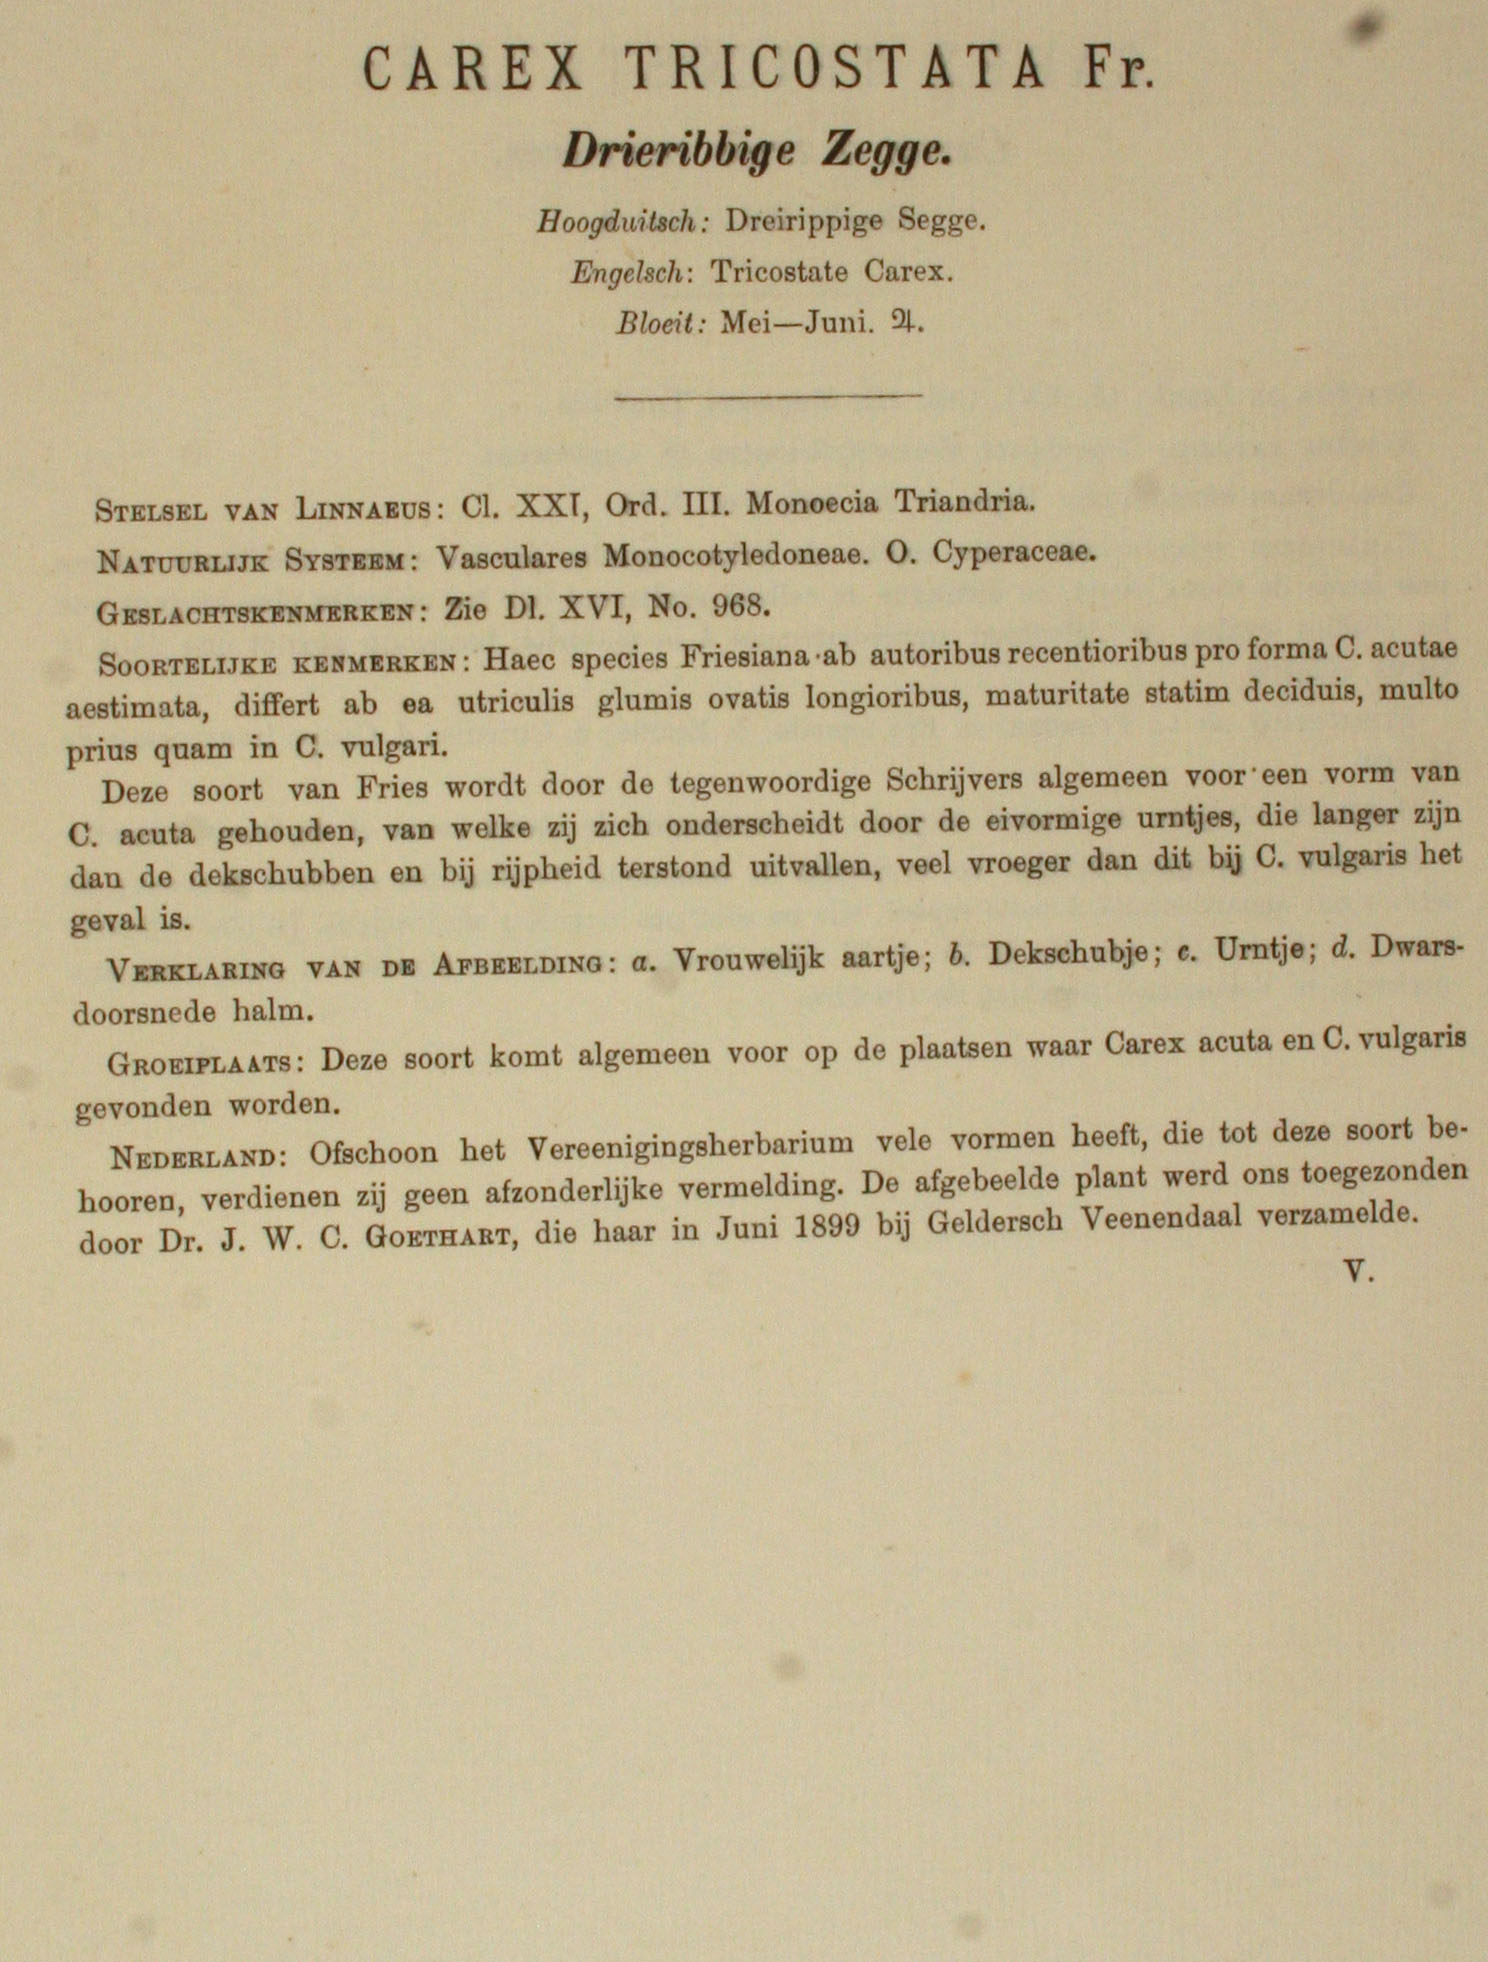 CAREX TRICOSTATA Fr.
Drieribbige Zegge.
Hoogduitsch: Dreirippige Segge.
Engelsch: Tricostate Carex.
Bloeit: Mei—Juni. ♃.
STELSEL VAN LINNAEUS: Cl. XXI, Ord. III. Monoecia Triandria.
NATUURLIJK SYSTEEM: Vasculares Monocotyledoneae. O. Cyperaceae.
GESLACHTSKENMERKEN: Zie Dl. XVI, No. 968.
SOORTELIJKE KENMERKEN: Haec species Friesiana ab autoribus recentioribus pro forma C. acutae
aestimata, differt ab ea utriculis glumis ovatis longioribus, maturitate statim deciduis, multo
prius quam in C. vulgari.
Deze soort van Fries wordt door de tegenwoordige Schrijvers algemeen voor een vorm van
C. acuta gehouden, van welke zij zich onderscheidt door de eivormige urntjes, die langer zijn
dan de dekschubben en bij rijpheid terstond uitvallen, veel vroeger dan dit bij C. vulgaris het
geval is.
VERKLARING VAN DE AFBEELDING: a. Vrouwelijk aartje; b. Dekschubje; c. Urntje; d. Dwars-
doorsnede halm.
GROEIPLAATS: Deze soort komt algemeen voor op de plaatsen waar Carex acuta en C. vulgaris
gevonden worden.
NEDERLAND: Ofschoon het Vereenigingsherbarium vele vormen heeft, die tot deze soort be-
hooren, verdienen zij geen afzonderlijke vermelding. De afgebeelde plant werd ons toegezonden
door Dr. J. W. C. GOETHART, die haar in Juni 1899 bij Geldersch Veenendaal verzamelde.
V.